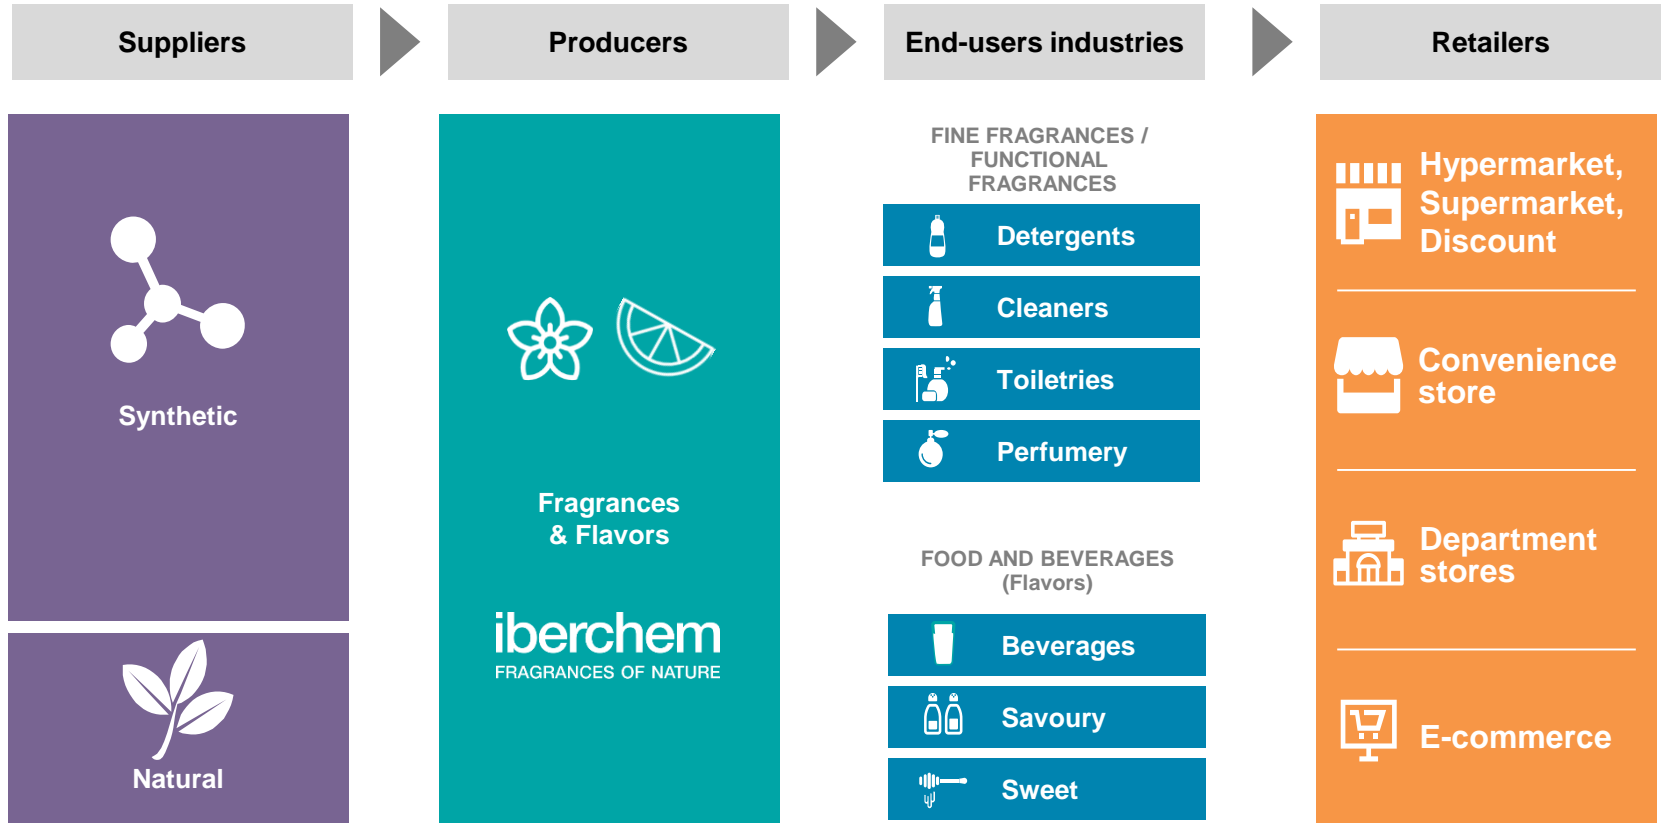 Suppliers
Producers
End-users industries
Retailers
Synthetic
Natural
Fragrances
& Flavors
iberchem
FRAGRANCES OF NATURE
FINE FRAGRANCES /
FUNCTIONAL
FRAGRANCES
Detergents
Cleaners
Toiletries
Perfumery
FOOD AND BEVERAGES
(Flavors)
Beverages
Savoury
Sweet
Hypermarket,
Supermarket,
Discount
Convenience
store
Department
stores
E-commerce